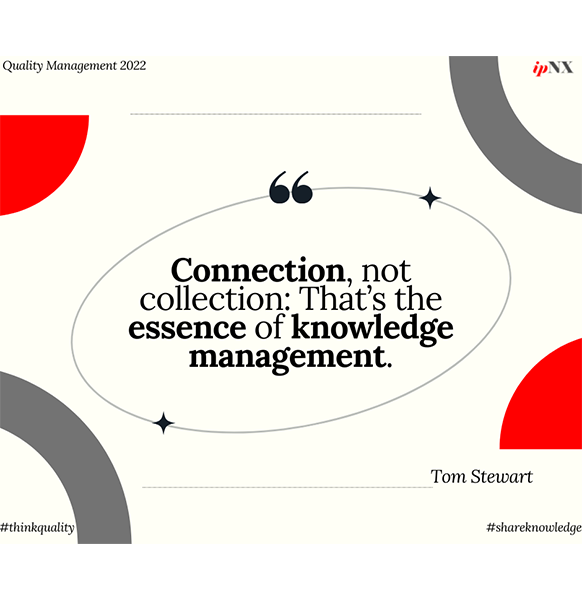 Quality Management 2022
ipNX
“
Connection, not
collection: That’s the
essence of knowledge
management.
Tom Stewart
#thinkquality
#shareknowledge